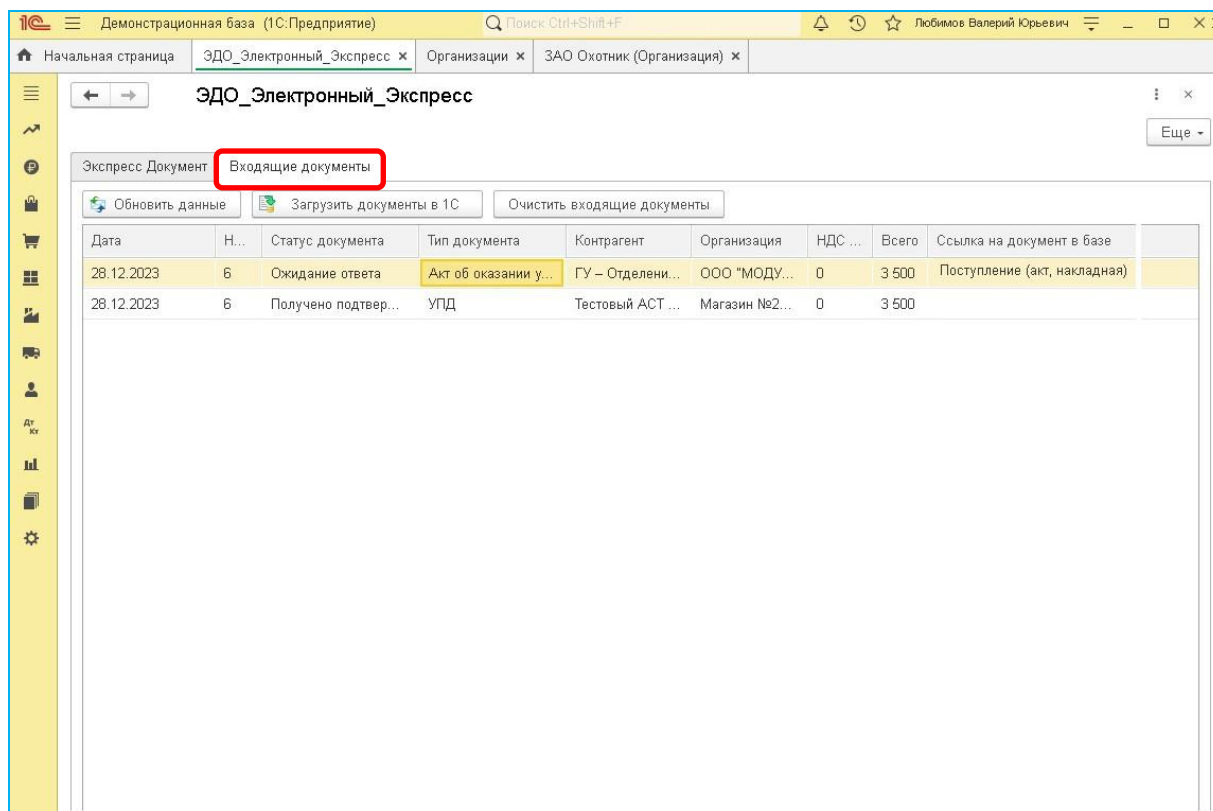 1С Демонстрационная база (1С:Предприятие) Поиск Ctrl+Shift+F Любимов Валерий Юрьевич
Начальная страница ЭДО_Электронный_Экспресс × Организации × ЗАО Охотник (Организация) ×
ЭДО_Электронный_Экспресс
Еще
Экспресс Документ Входящие документы
Обновить данные Загрузить документы в 1С Очистить входящие документы
Дата Н... Статус документа Тип документа Контрагент Организация НДС ... Всего Ссылка на документ в базе
28.12.2023 6 Ожидание ответа Акт об оказании у... ГУ – Отделени... ООО "МОДУ... 0 3 500 Поступление (акт, накладная)
28.12.2023 6 Получено подтвер... УПД Тестовый АСТ ... Магазин №2... 0 3 500
Дт
Кт